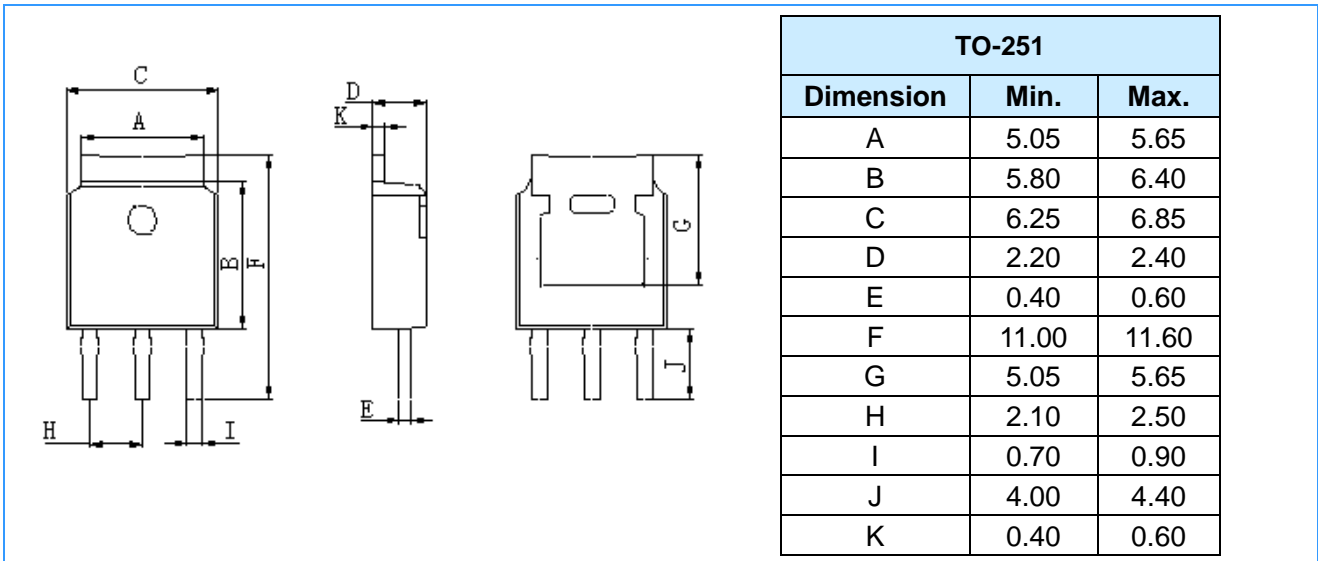 C
A
B
F
H
I
D
K
E
G
J
TO-251
Dimension Min. Max.
A 5.05 5.65
B 5.80 6.40
C 6.25 6.85
D 2.20 2.40
E 0.40 0.60
F 11.00 11.60
G 5.05 5.65
H 2.10 2.50
I 0.70 0.90
J 4.00 4.40
K 0.40 0.60